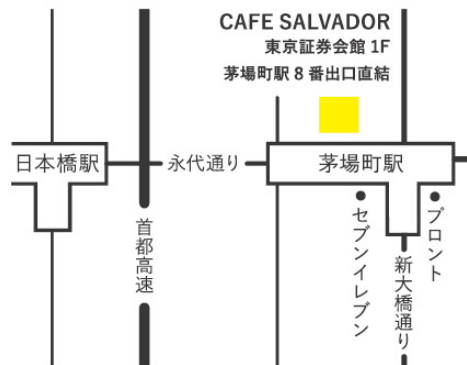 CAFE SALVADOR
東京証券会館 1F
茅場町駅 8 番出口直結
日本橋駅
永代通り
茅場町駅
首都高速
セブンイレブン
新大橋通り
プロント